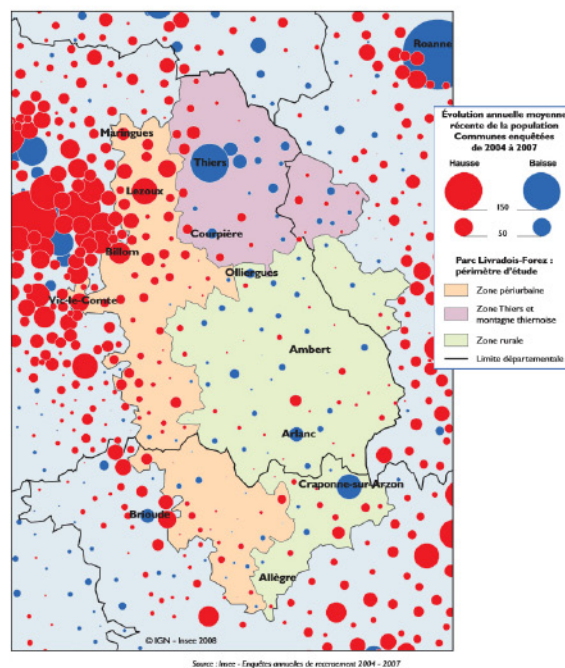 Roanne
Maringues
Thiers
Lezoux
Courpière
Billom
Olliergues
Vic-le-Comte
Ambert
Arlanc
Craponne-sur-Arzon
Brioude
Allègre
© IGN - Insee 2008
Évolution annuelle moyenne
récente de la population
Communes enquêtées
de 2004 à 2007
Hausse Baisse
150
50
Parc Livradois-Forez :
périmètre d'étude
Zone périurbaine
Zone Thiers et
montagne thiernoise
Zone rurale
Limite départementale
Source : Insee - Enquêtes annuelles de recensement 2004 - 2007